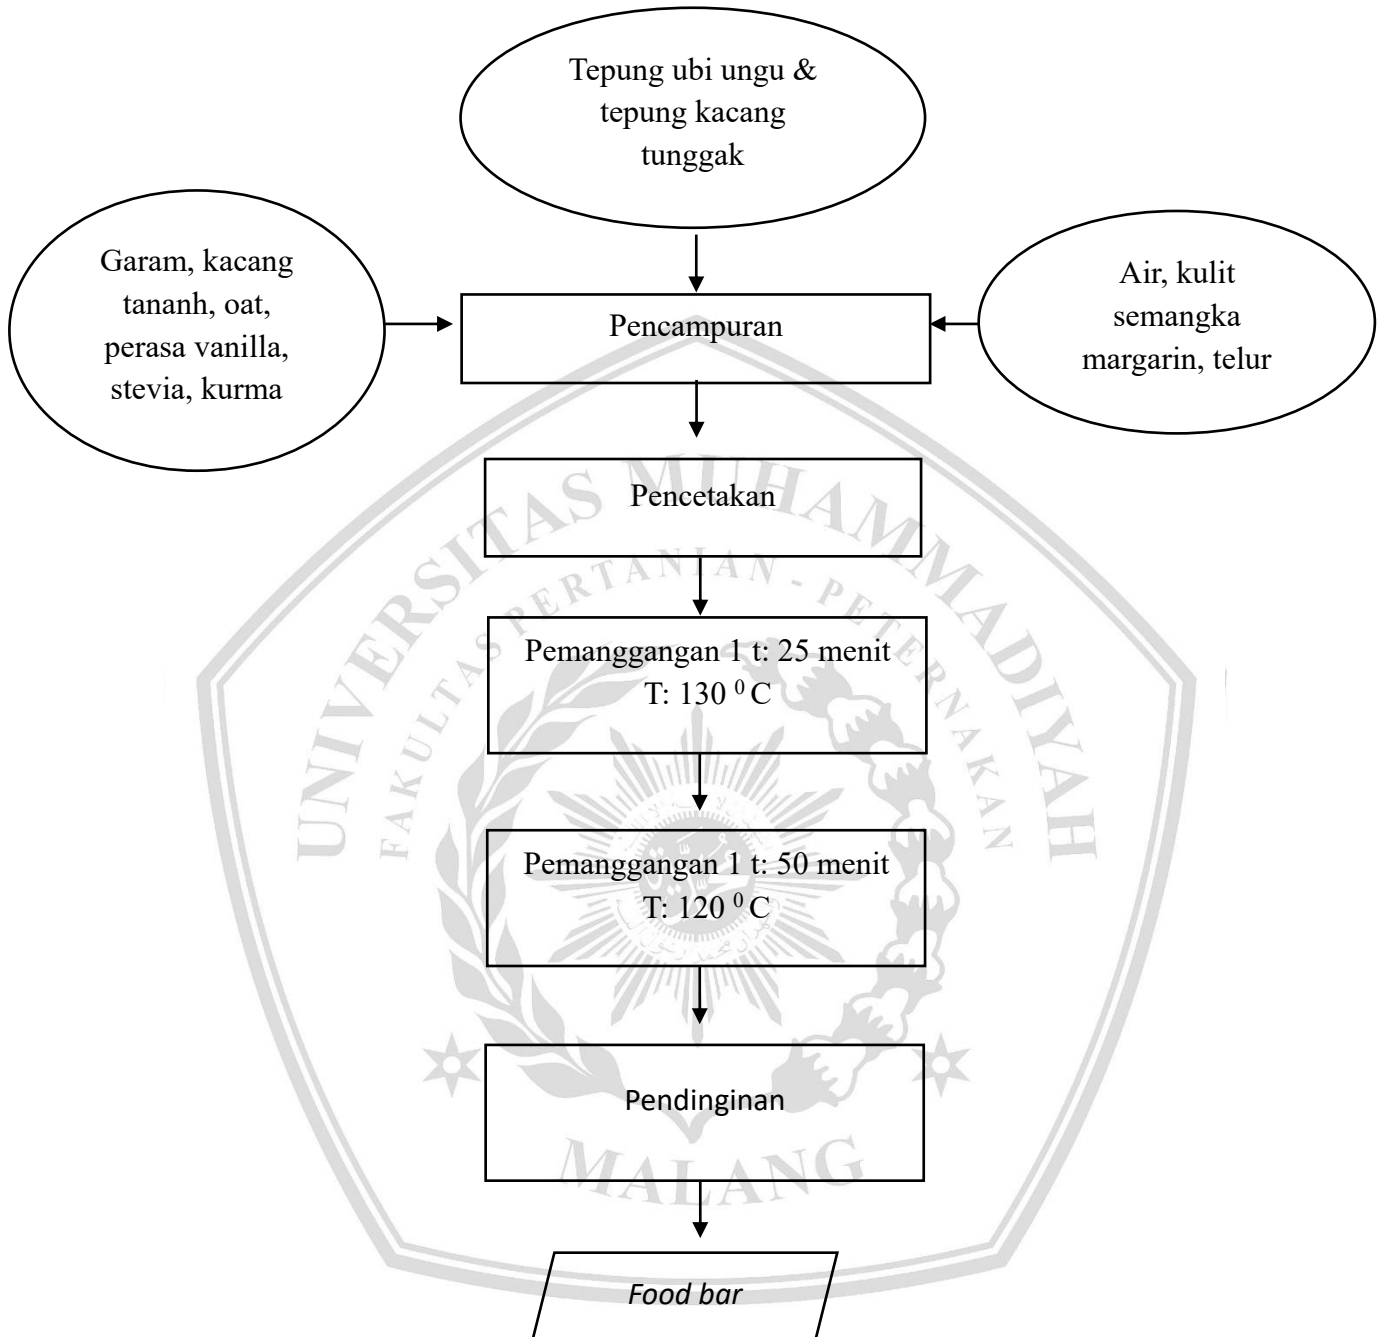 Tepung ubi ungu &
tepung kacang
tunggak
Garam, kacang
tananh, oat,
perasa vanilla,
stevia, kurma
Air, kulit
semangka
margarin, telur
Pencampuran
Pencetakan
Pemanggangan 1 t: 25 menit
T: 130 ⁰ C
Pemanggangan 1 t: 50 menit
T: 120 ⁰ C
Pendinginan
Food bar
UNIVERSITAS MUHAMMADIYAH
FAKULTAS PERTANIAN - PETERNAKAN
MALANG